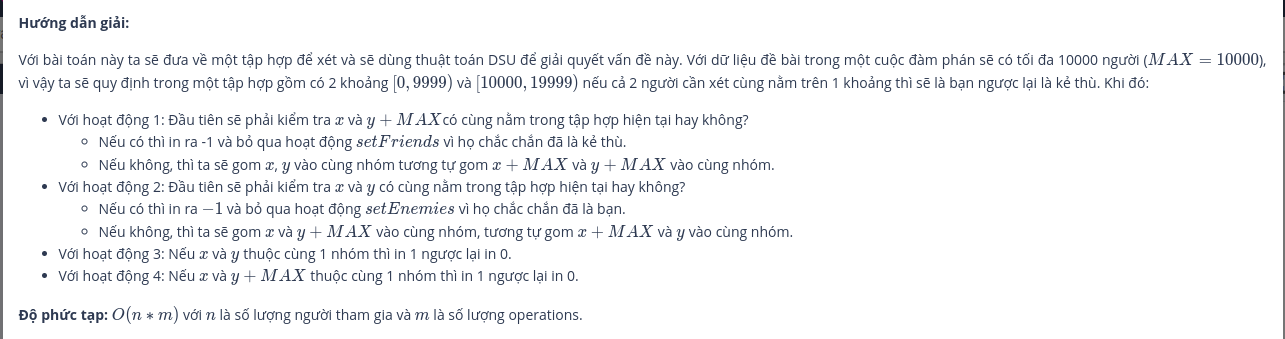 Hướng dẫn giải:
Với bài toán này ta sẽ đưa về một tập hợp để xét và sẽ dùng thuật toán DSU để giải quyết vấn đề này. Với dữ liệu đề bài trong một cuộc đàm phán sẽ có tối đa 10000 người (MAX = 10000),
vì vậy ta sẽ quy định trong một tập hợp gồm có 2 khoảng [0, 9999) và [10000, 19999) nếu cả 2 người cần xét cùng nằm trên 1 khoảng thì sẽ là bạn ngược lại là kẻ thù. Khi đó:
• Với hoạt động 1: Đầu tiên sẽ phải kiểm tra x và y + MAX có cùng nằm trong tập hợp hiện tại hay không?
◦ Nếu có thì in ra -1 và bỏ qua hoạt động setFriends vì họ chắc chắn đã là kẻ thù.
◦ Nếu không, thì ta sẽ gom x, y vào cùng nhóm tương tự gom x + MAX và y + MAX vào cùng nhóm.
• Với hoạt động 2: Đầu tiên sẽ phải kiểm tra x và y có cùng nằm trong tập hợp hiện tại hay không?
◦ Nếu có thì in ra −1 và bỏ qua hoạt động setEnemies vì họ chắc chắn đã là bạn.
◦ Nếu không, thì ta sẽ gom x và y + MAX vào cùng nhóm, tương tự gom x + MAX và y vào cùng nhóm.
• Với hoạt động 3: Nếu x và y thuộc cùng 1 nhóm thì in 1 ngược lại in 0.
• Với hoạt động 4: Nếu x và y + MAX thuộc cùng 1 nhóm thì in 1 ngược lại in 0.
Độ phức tạp: O(n ∗ m) với n là số lượng người tham gia và m là số lượng operations.